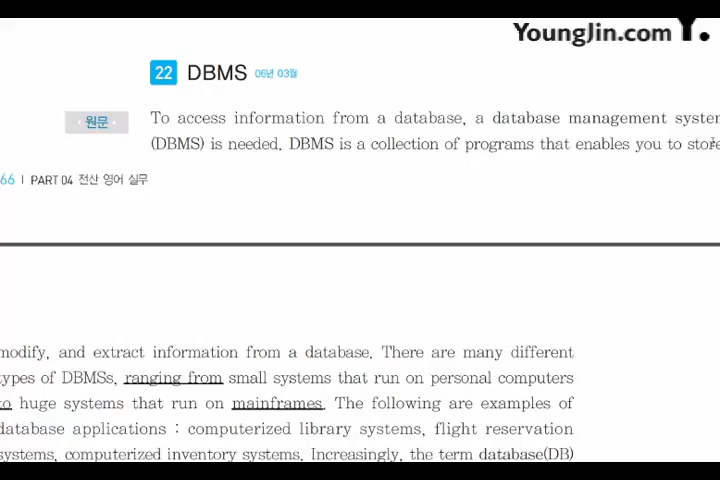 YoungJin.com Y.
22 DBMS 06년 03월
· 원문 ·
To access information from a database, a database management
(DBMS) is needed. DBMS is a collection of programs that enables you to
66 | PART 04 전산 영어 실무
and extract information from a database. There are many different
of DBMSs, ranging from small systems that run on personal computers
to huge systems that run on mainframes. The following are examples of
database applications : computerized library systems, flight reservation
systems, computerized inventory systems. Increasingly, the term database(DB)